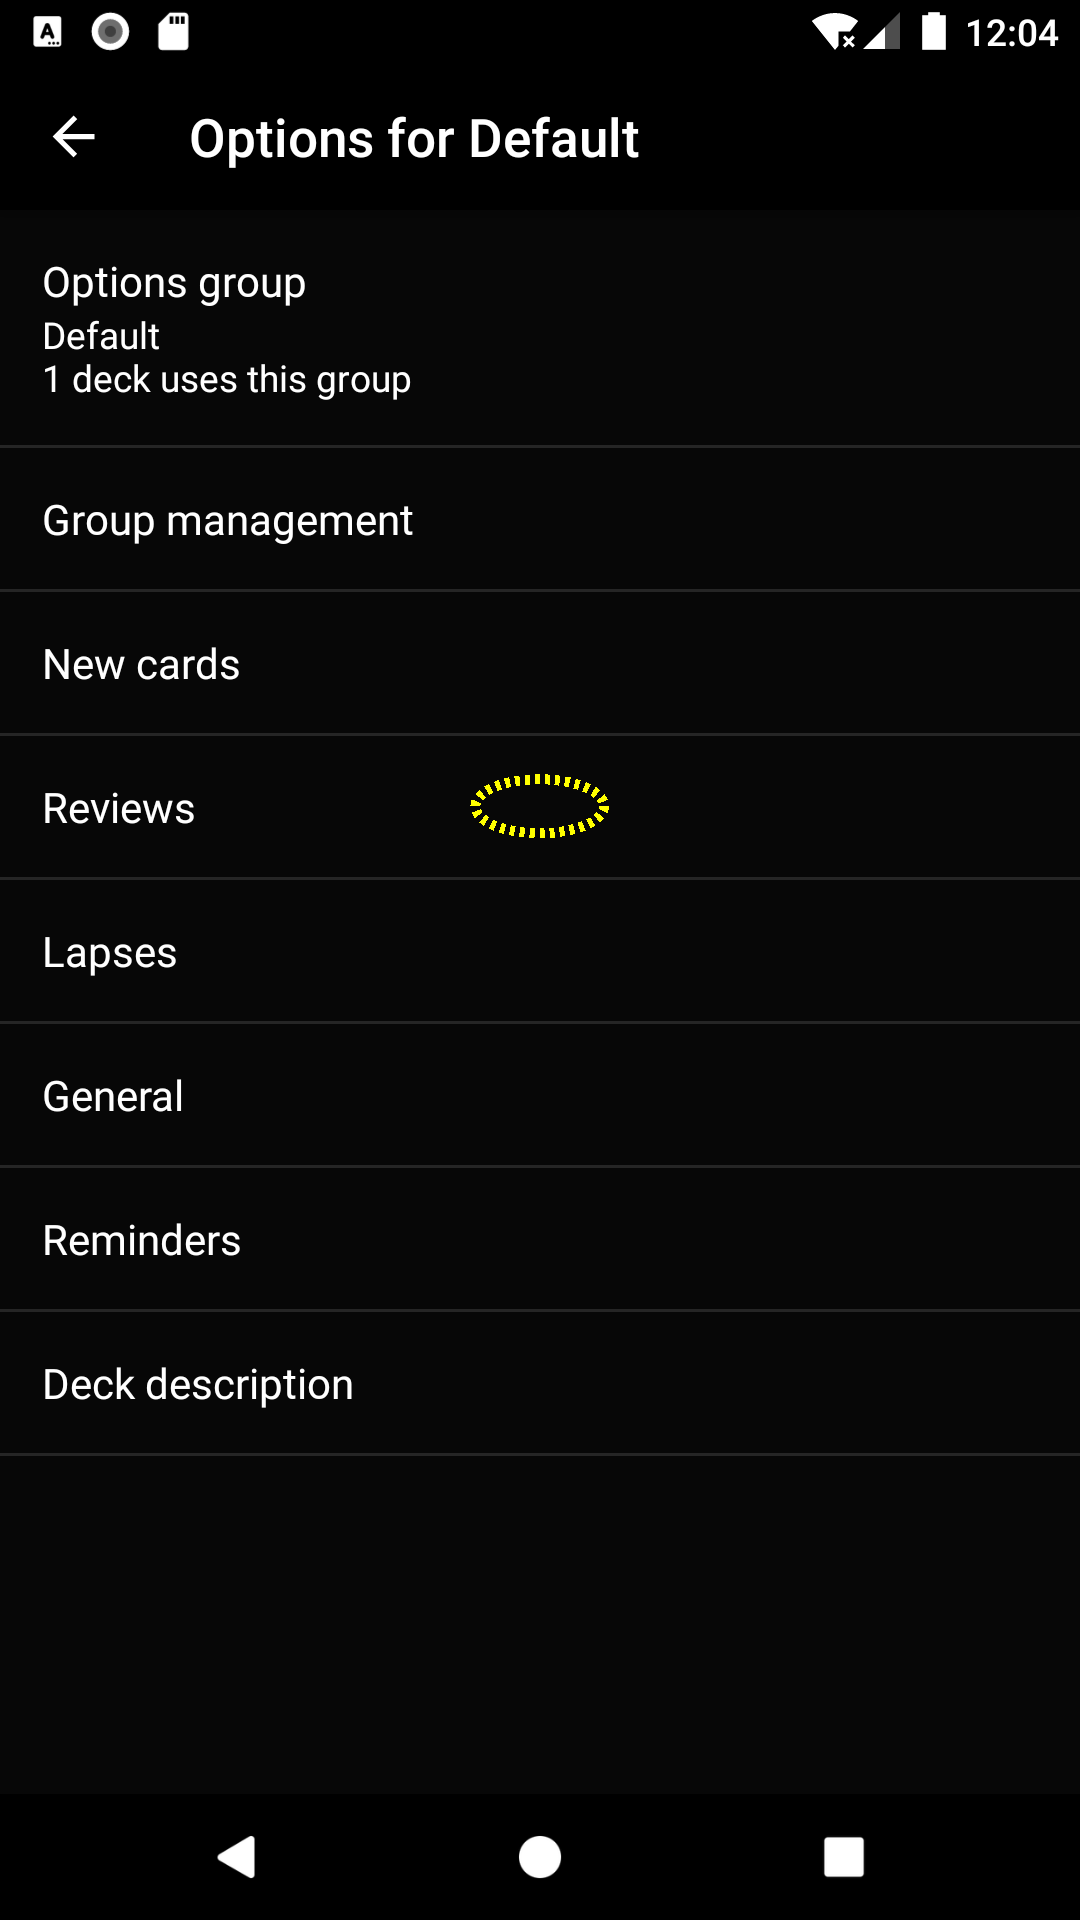 12:04
Options for Default
Options group
Default
1 deck uses this group
Group management
New cards
Reviews
Lapses
General
Reminders
Deck description